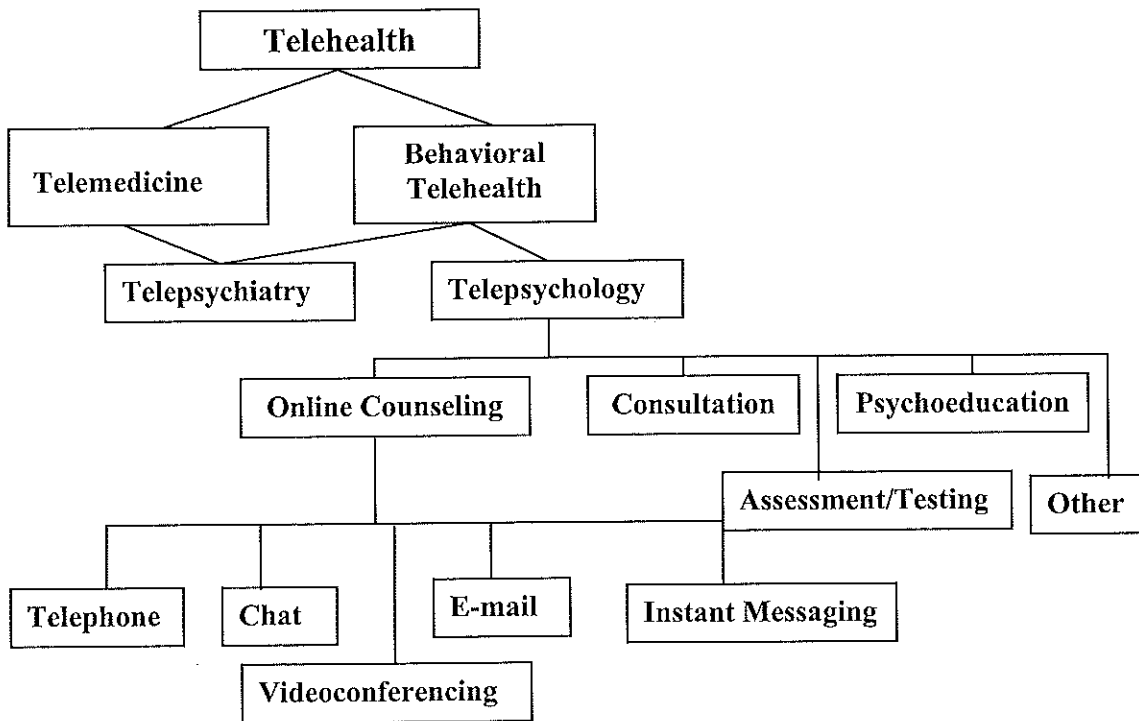 Telehealth
Telemedicine
Behavioral
Telehealth
Telepsychiatry
Telepsychology
Online Counseling
Consultation
Psychoeducation
Assessment/Testing
Other
Telephone
Chat
E-mail
Instant Messaging
Videoconferencing